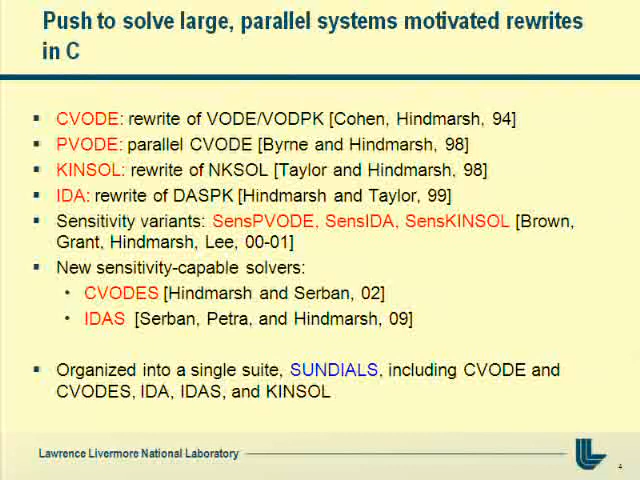 Push to solve large, parallel systems motivated rewrites
in C
▪ CVODE: rewrite of VODE/VODPK [Cohen, Hindmarsh, 94]
▪ PVODE: parallel CVODE [Byrne and Hindmarsh, 98]
▪ KINSOL: rewrite of NKSOL [Taylor and Hindmarsh, 98]
▪ IDA: rewrite of DASPK [Hindmarsh and Taylor, 99]
▪ Sensitivity variants: SensPVODE, SensIDA, SensKINSOL [Brown,
Grant, Hindmarsh, Lee, 00-01]
▪ New sensitivity-capable solvers:
• CVODES [Hindmarsh and Serban, 02]
• IDAS [Serban, Petra, and Hindmarsh, 09]
▪ Organized into a single suite, SUNDIALS, including CVODE and
CVODES, IDA, IDAS, and KINSOL
Lawrence Livermore National Laboratory
4